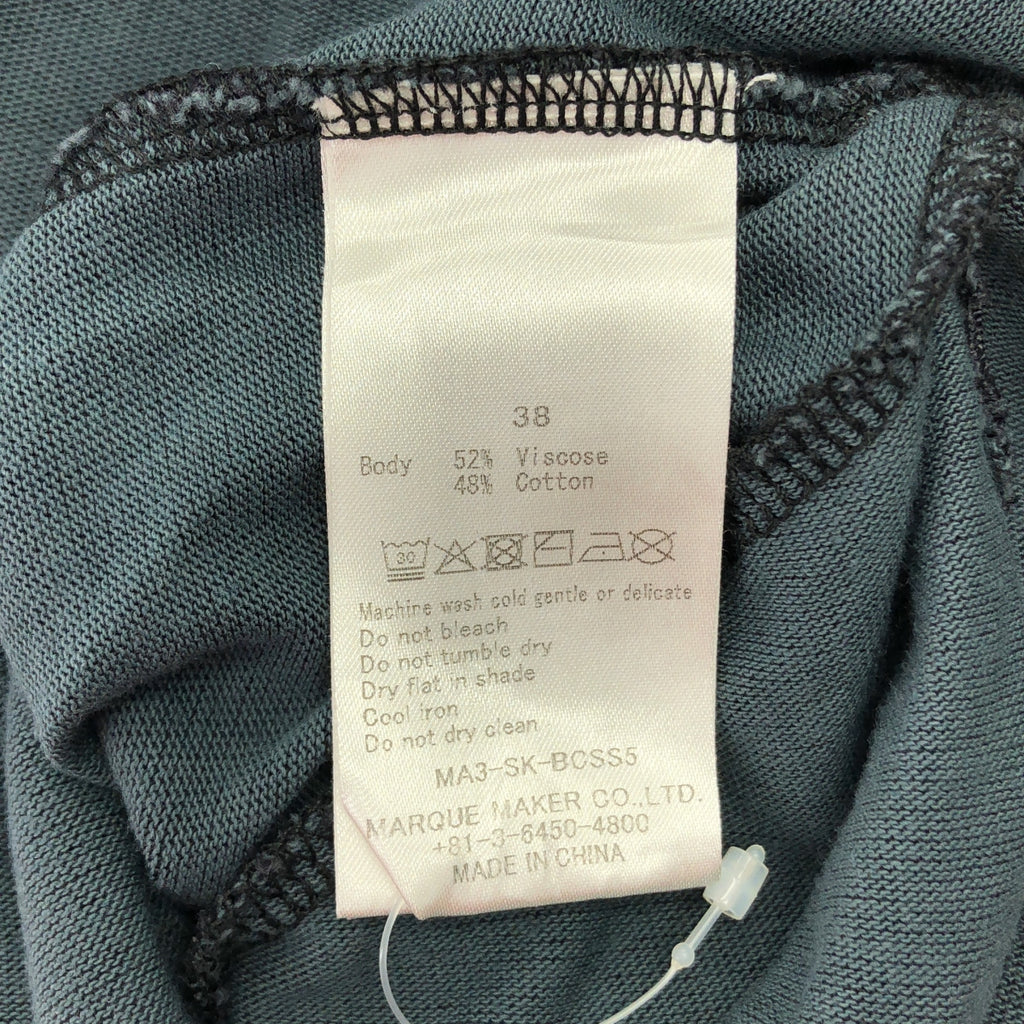 38
Body 52% Viscose
48% Cotton
30
Machine wash cold gentle or delicate
Do not bleach
Do not tumble dry
Dry flat in shade
Cool iron
Do not dry clean
MA3-SK-BCSS5
MARQUE MAKER CO.,LTD.
+81-3-6450-4800
MADE IN CHINA